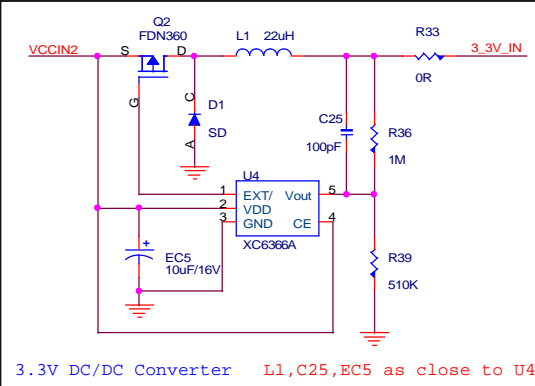 Q2
FDN360
L1 22uH
R33
VCCIN2
S
D
3_3V_IN
0R
G
C
D1
SD
A
C25
100pF
R36
1M
U4
1
EXT/
Vout
5
2
VDD
3
GND
CE
4
XC6366A
+
EC5
10uF/16V
R39
510K
3.3V DC/DC Converter
L1,C25,EC5 as close to U4